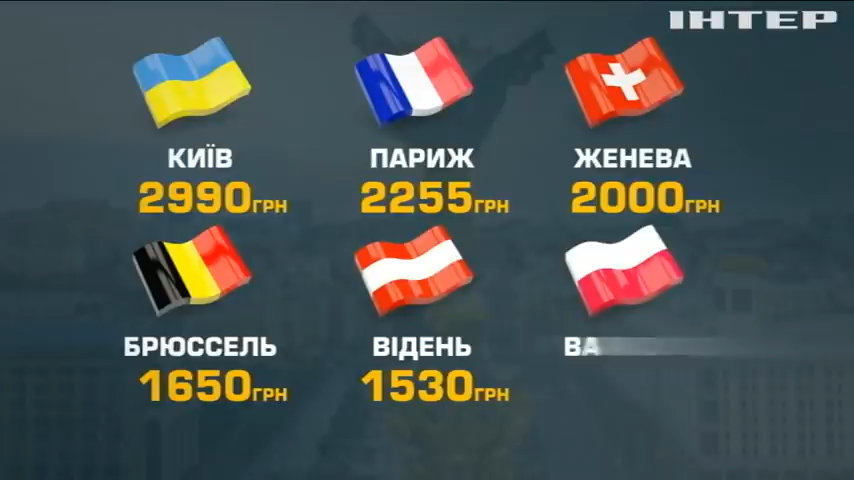 ІНТЕР
КИЇВ
2990ГРН
ПАРИЖ
2255ГРН
ЖЕНЕВА
2000ГРН
БРЮССЕЛЬ
1650ГРН
ВІДЕНЬ
1530ГРН
ВА